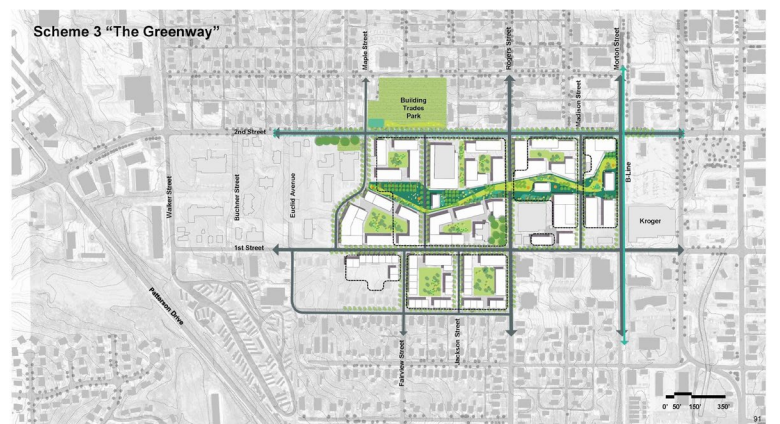 Scheme 3 “The Greenway”
Maple Street
Rogers Street
Morton Street
Building
Trades
Park
Madison Street
2nd Street
Walker Street
Buchner Street
Euclid Avenue
B-Line
Kroger
1st Street
Patterson Drive
Fairview Street
Jackson Street
0' 50' 150' 350'
91